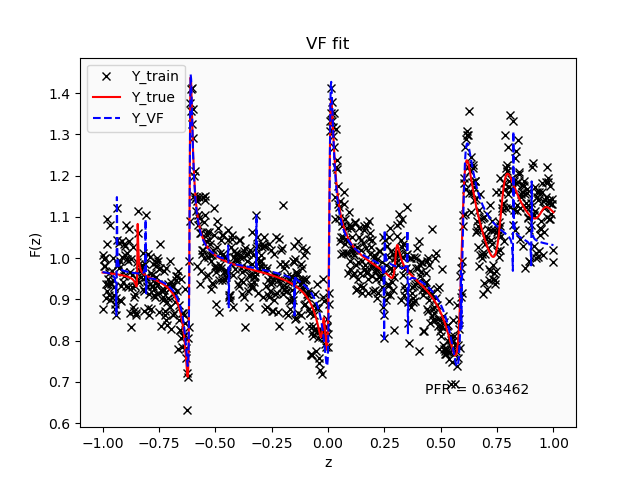 VF fit
Y_train
Y_true
Y_VF
F(z)
1.4
1.3
1.2
1.1
1.0
0.9
0.8
0.7
0.6
PFR = 0.63462
−1.00 −0.75 −0.50 −0.25 0.00 0.25 0.50 0.75 1.00
z